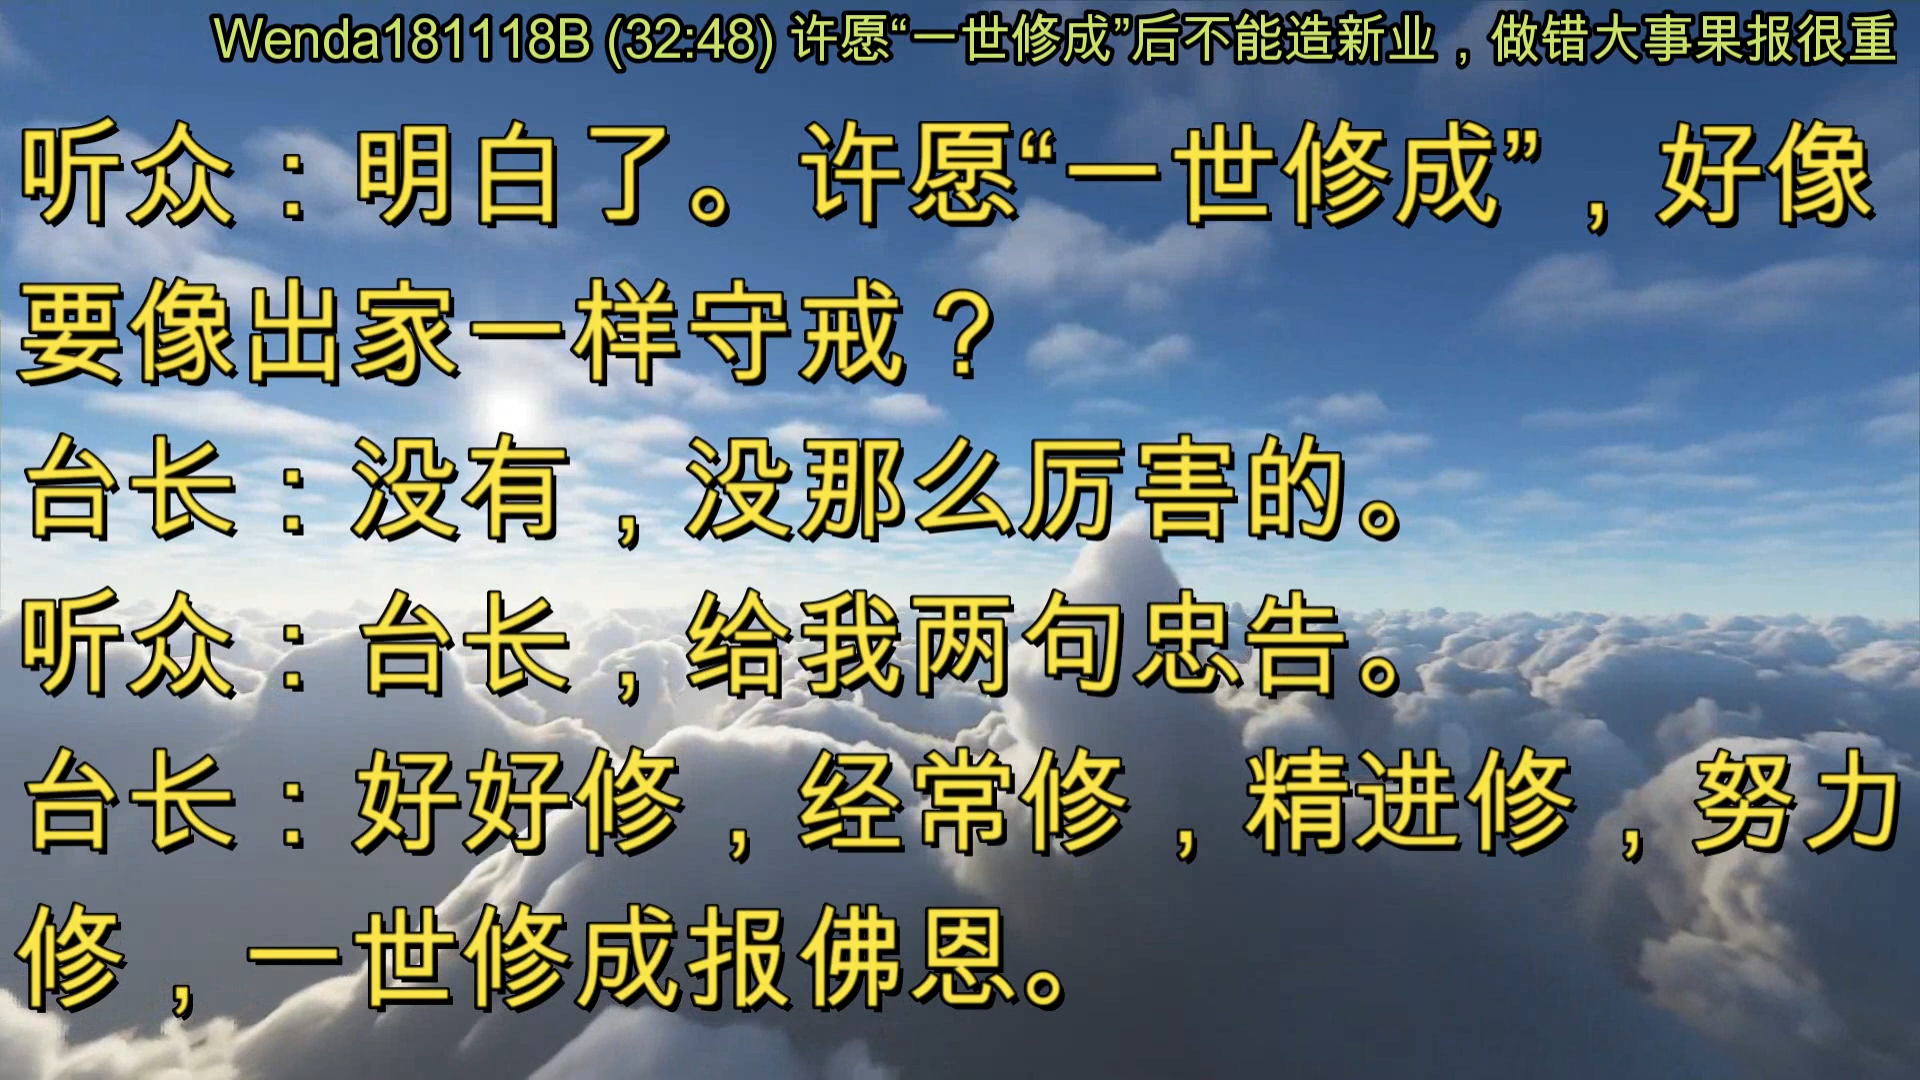 Wenda181118B (32:48) 许愿“一世修成”后不能造新业，做错大事果报很重
听众：明白了。许愿“一世修成”，好像
要像出家一样守戒？
台长：没有，没那么厉害的。
听众：台长，给我两句忠告。
台长：好好修，经常修，精进修，努力
修，一世修成报佛恩。